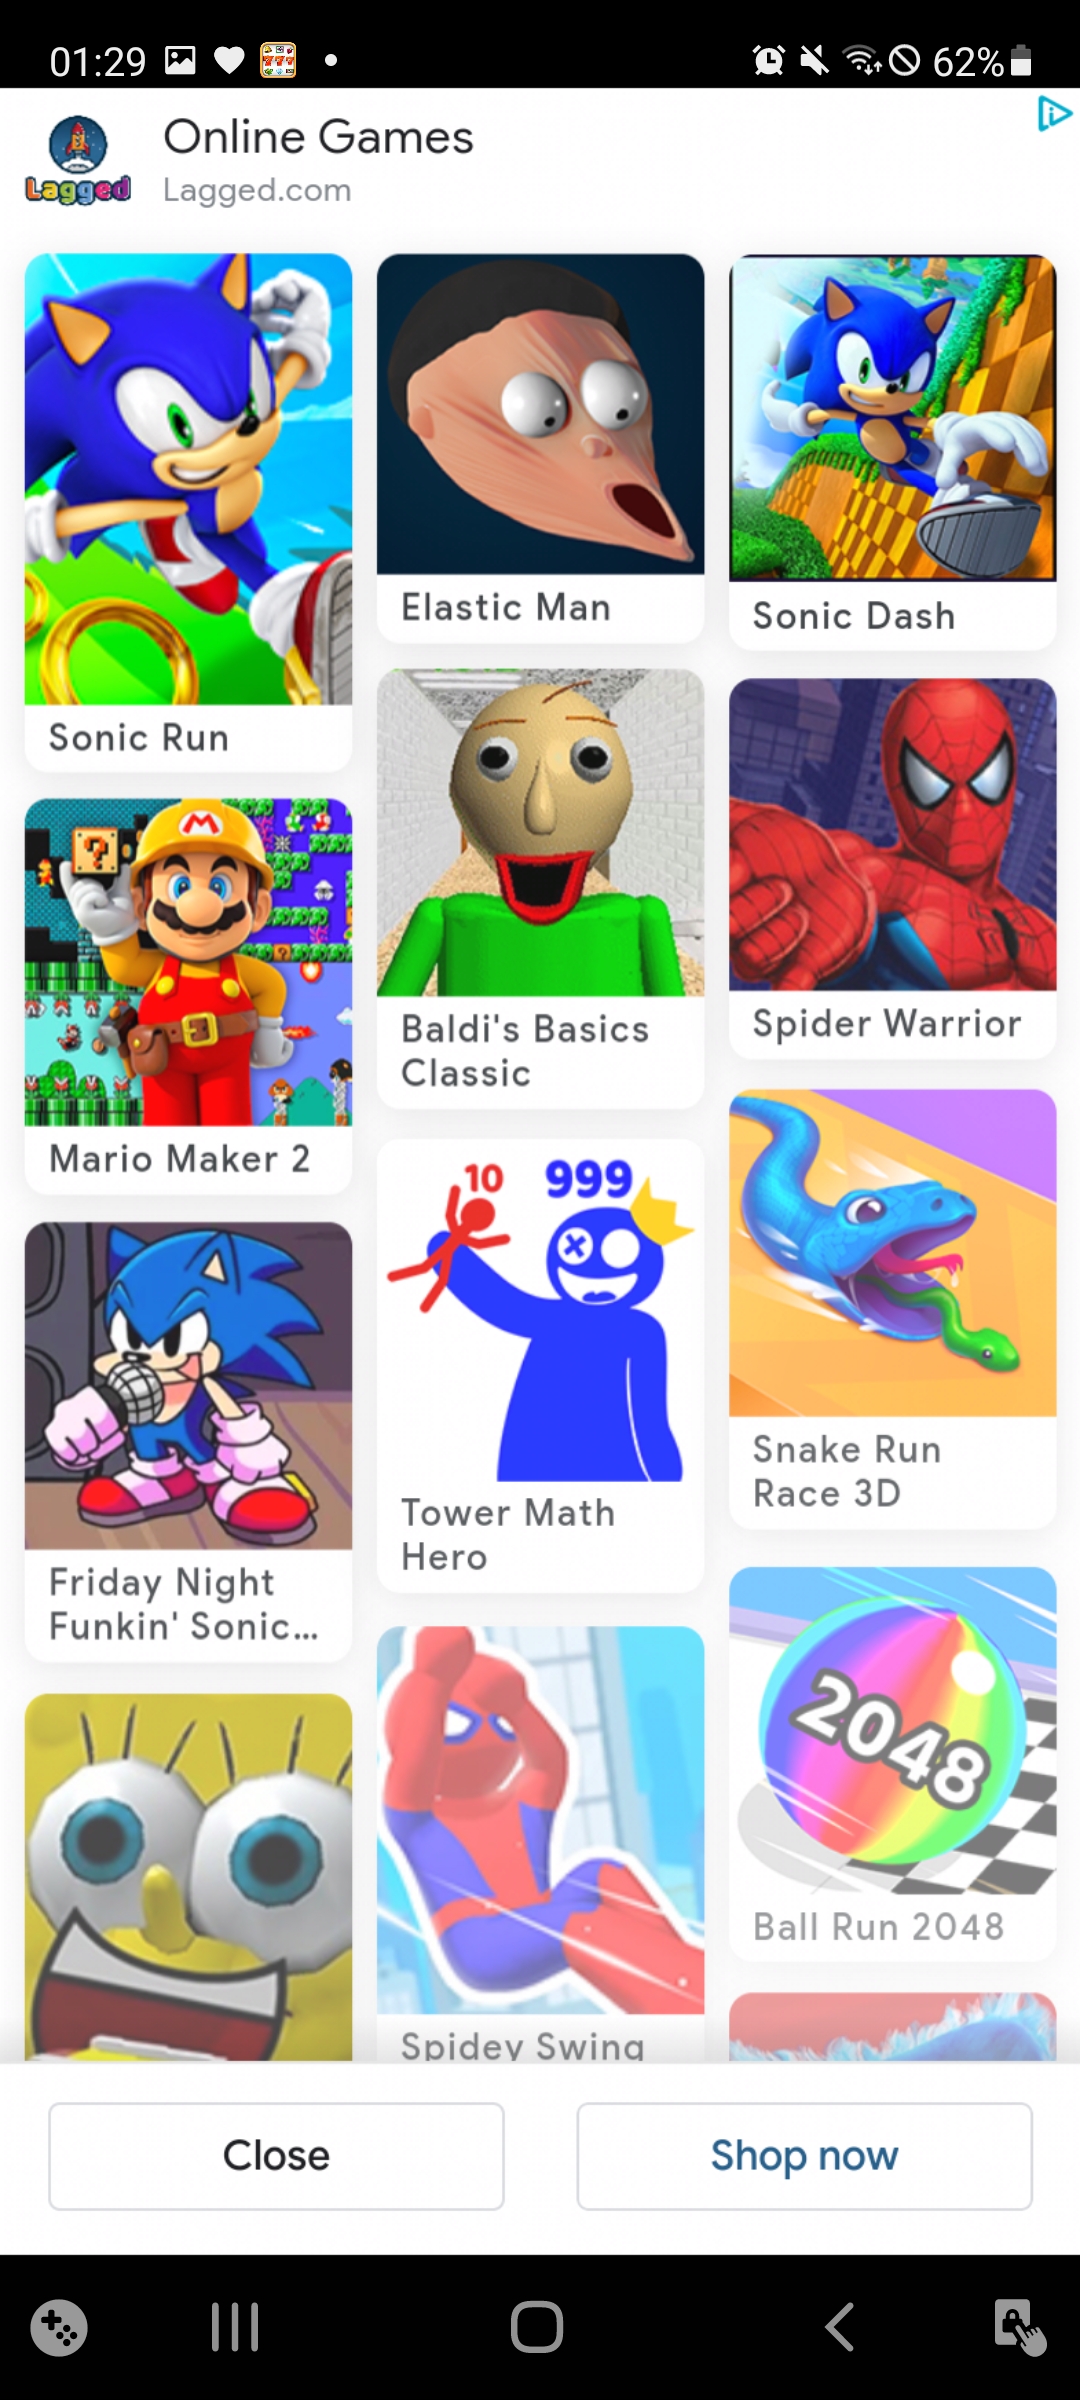 01:29
777
62%
Lagged
Online Games
Lagged.com
Sonic Run
Elastic Man
Sonic Dash
?
M
Mario Maker 2
Baldi's Basics
Classic
Spider Warrior
10
999
Tower Math
Hero
Snake Run
Race 3D
Friday Night
Funkin' Sonic...
2048
Ball Run 2048
Spidey Swing
Close
Shop now